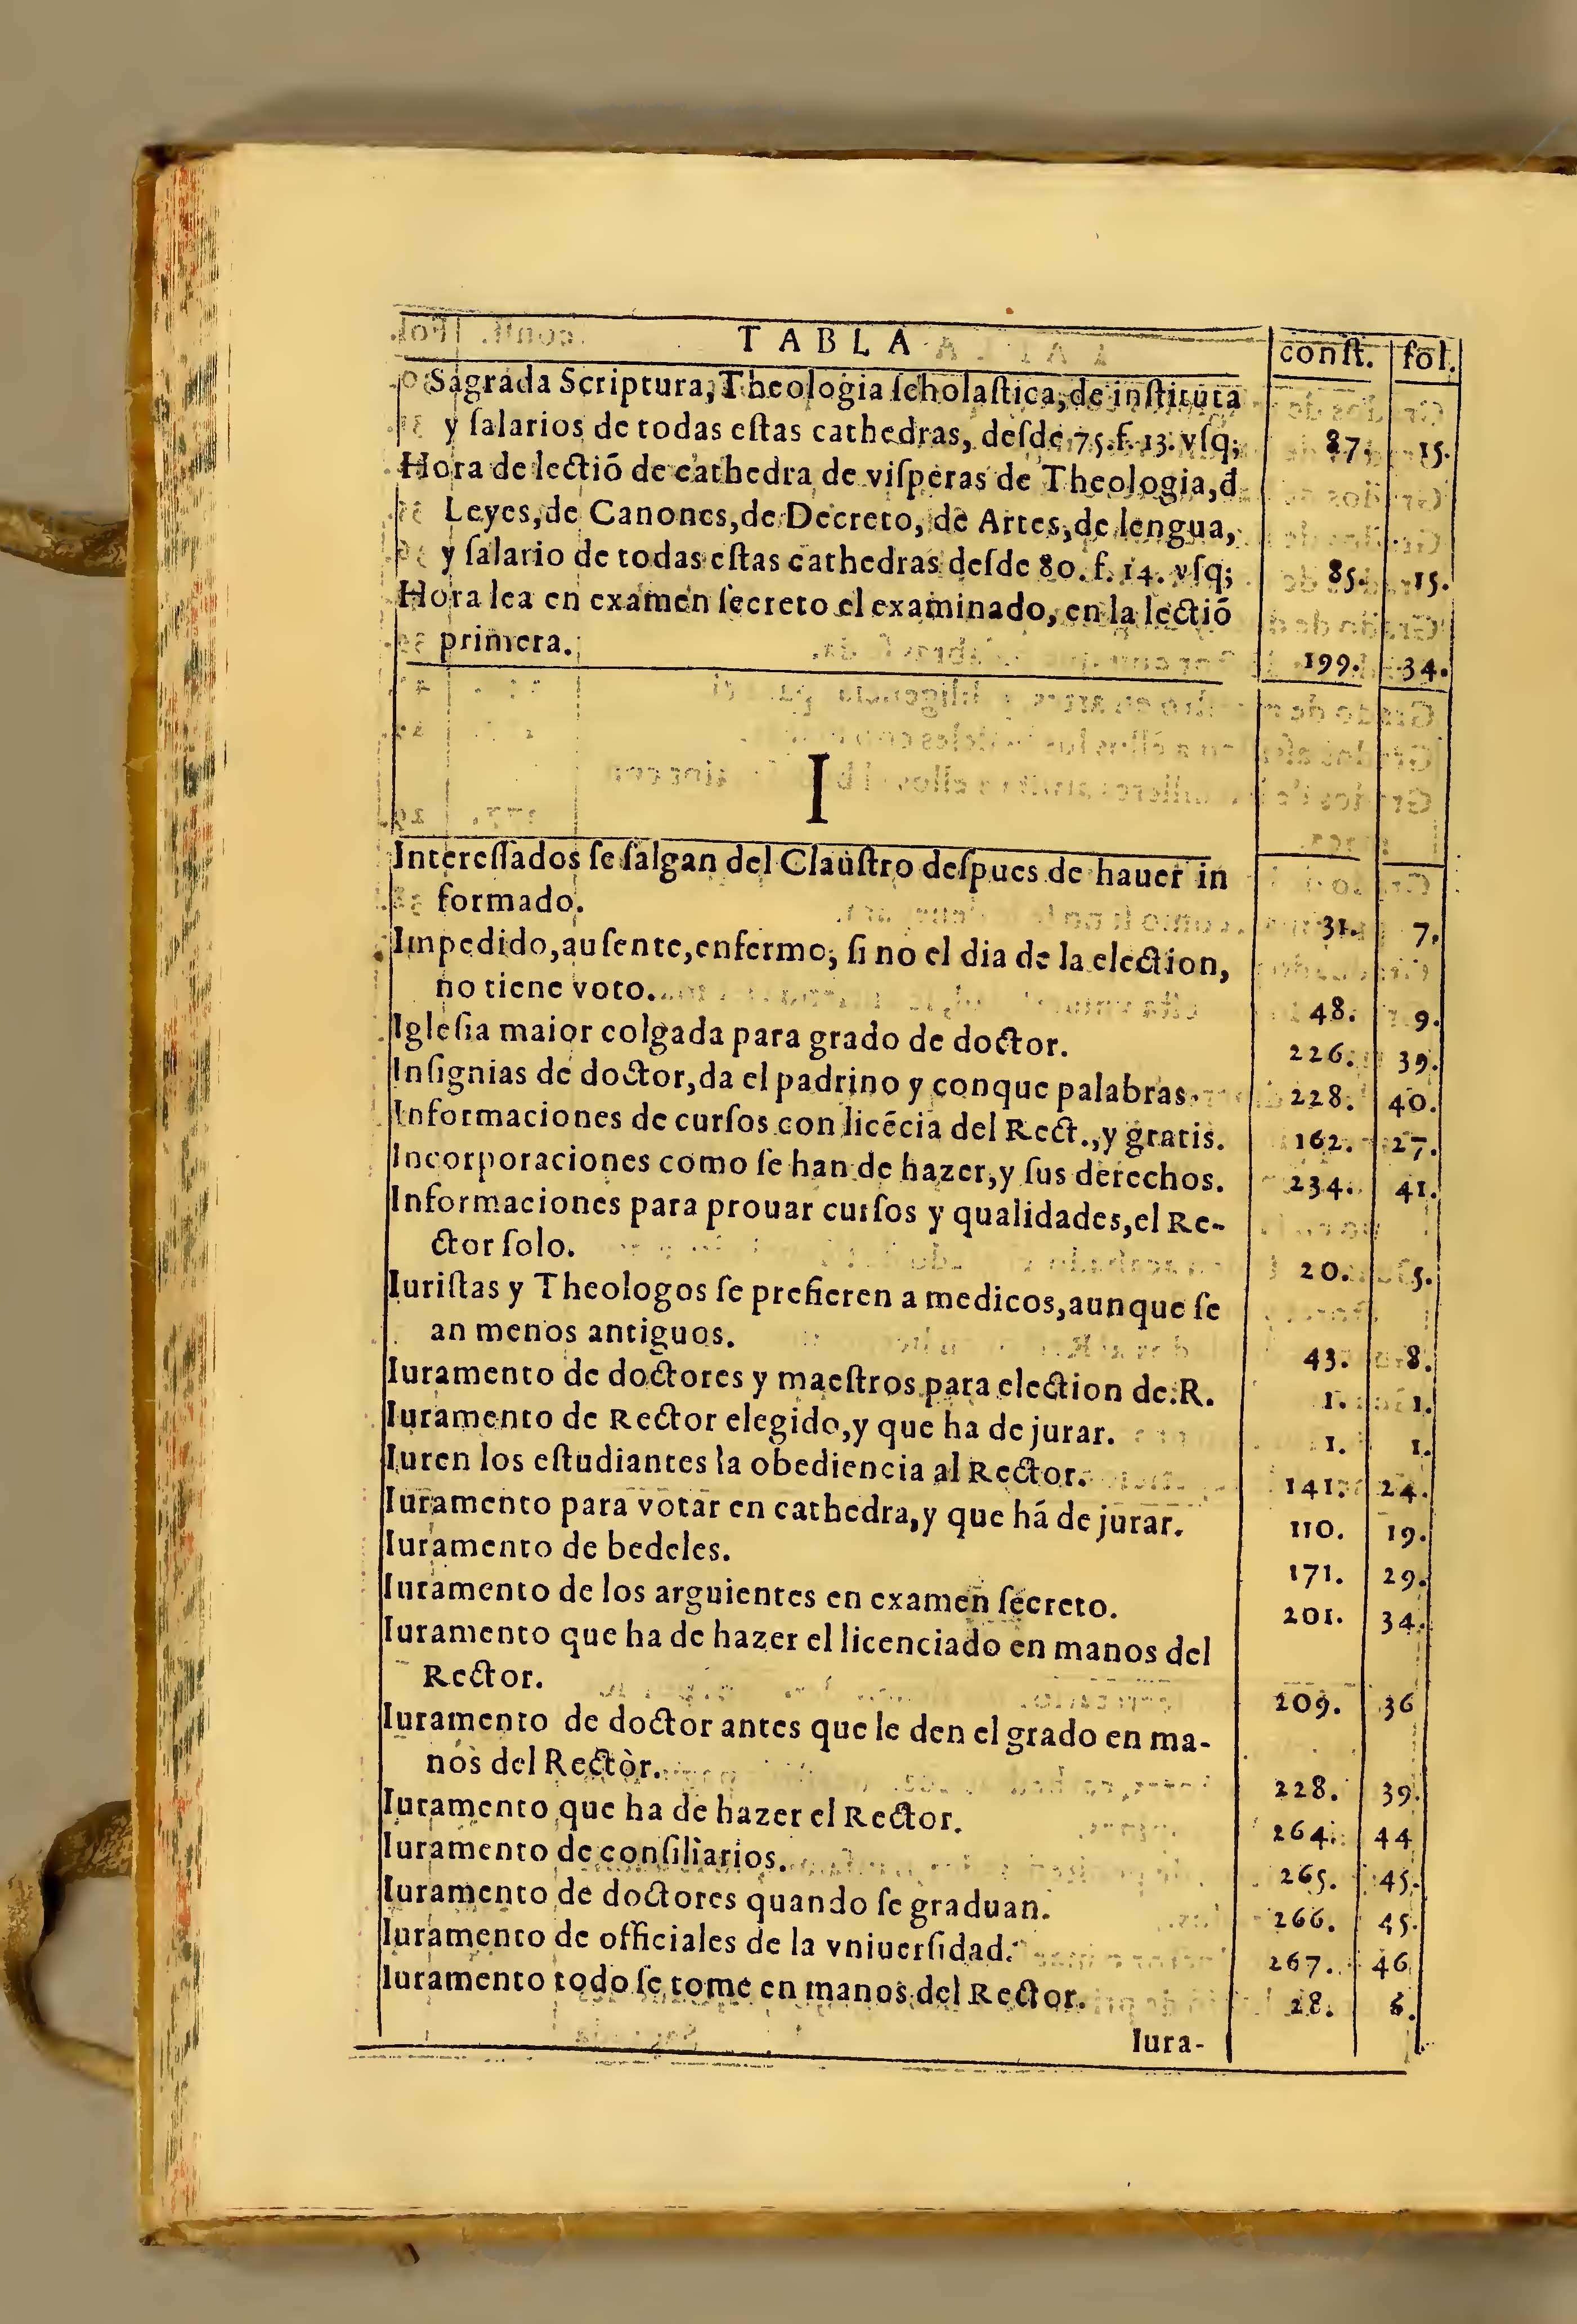 TABLA const. fol.
Sagrada Scriptura, Theologia ſcholaſtica, de inſtituta
y ſalarios de todas eſtas cathedras, deſde 75. f. 13. vſq; 87. 15.
Hora de lectiō de cathedra de viſperas de Theologia, đ
Leyes, de Canones, de Decreto, de Artes, de lengua,
y ſalario de todas eſtas cathedras deſde 80. f. 14. vſq; 85. 15.
Hora lea en examen ſecreto el examinado, en la lectiō
primera. 199. 34.
I
Intereſſados ſe ſalgan del Clauſtro deſpues de hauer in
formado. 31. 7.
Impedido, auſente, enfermo, ſi no el dia de la election,
no tiene voto. 48. 9.
Igleſia maior colgada para grado de doctor. 226. 39.
Inſignias de doctor, da el padrino y conque palabras. 228. 40.
Informaciones de curſos con licēcia del Rect., y gratis. 162. 27.
Incorporaciones como ſe han de hazer, y ſus derechos. 234. 41.
Informaciones para prouar curſos y qualidades, el Re-
ctor ſolo. 20. 5.
Iuriſtas y Theologos ſe prefieren a medicos, aunque ſe
an menos antiguos. 43. 8.
Iuramento de doctores y maeſtros para election de R. 1. 1.
Iuramento de Rector elegido, y que ha de jurar. 1. 1.
Iuren los eſtudiantes la obediencia al Rector. 141. 24.
Iuramento para votar en cathedra, y que há de jurar. 110. 19.
Iuramento de bedeles. 171. 29.
Iuramento de los arguientes en examen ſecreto. 201. 34.
Iuramento que ha de hazer el licenciado en manos del
Rector. 209. 36
Iuramento de doctor antes que le den el grado en ma-
nos del Rector. 228. 39.
Iuramento que ha de hazer el Rector. 264. 44
Iuramento de conſiliarios. 265. 45.
Iuramento de doctores quando ſe graduan. 266. 45.
Iuramento de officiales de la vniuerſidad. 267. 46
Iuramento todo ſe tome en manos del Rector. 28. 6.
Iura-